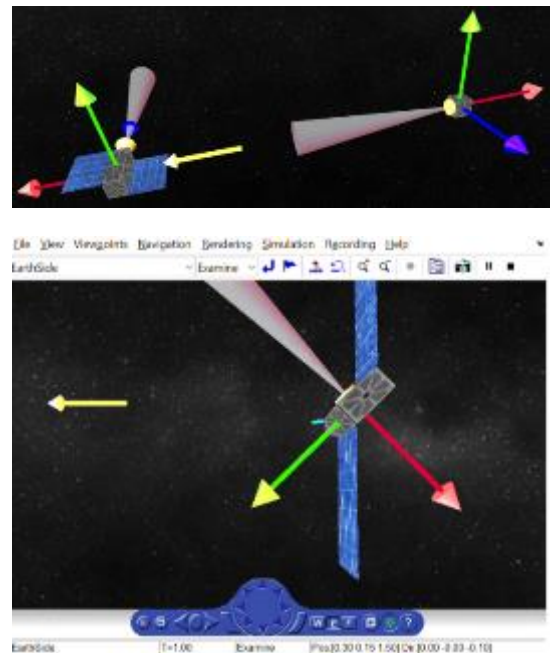 File View Viewpoints Navigation Rendering Simulation Recording Help
EarthSide Examine
EarthSide T=1.00 Examine